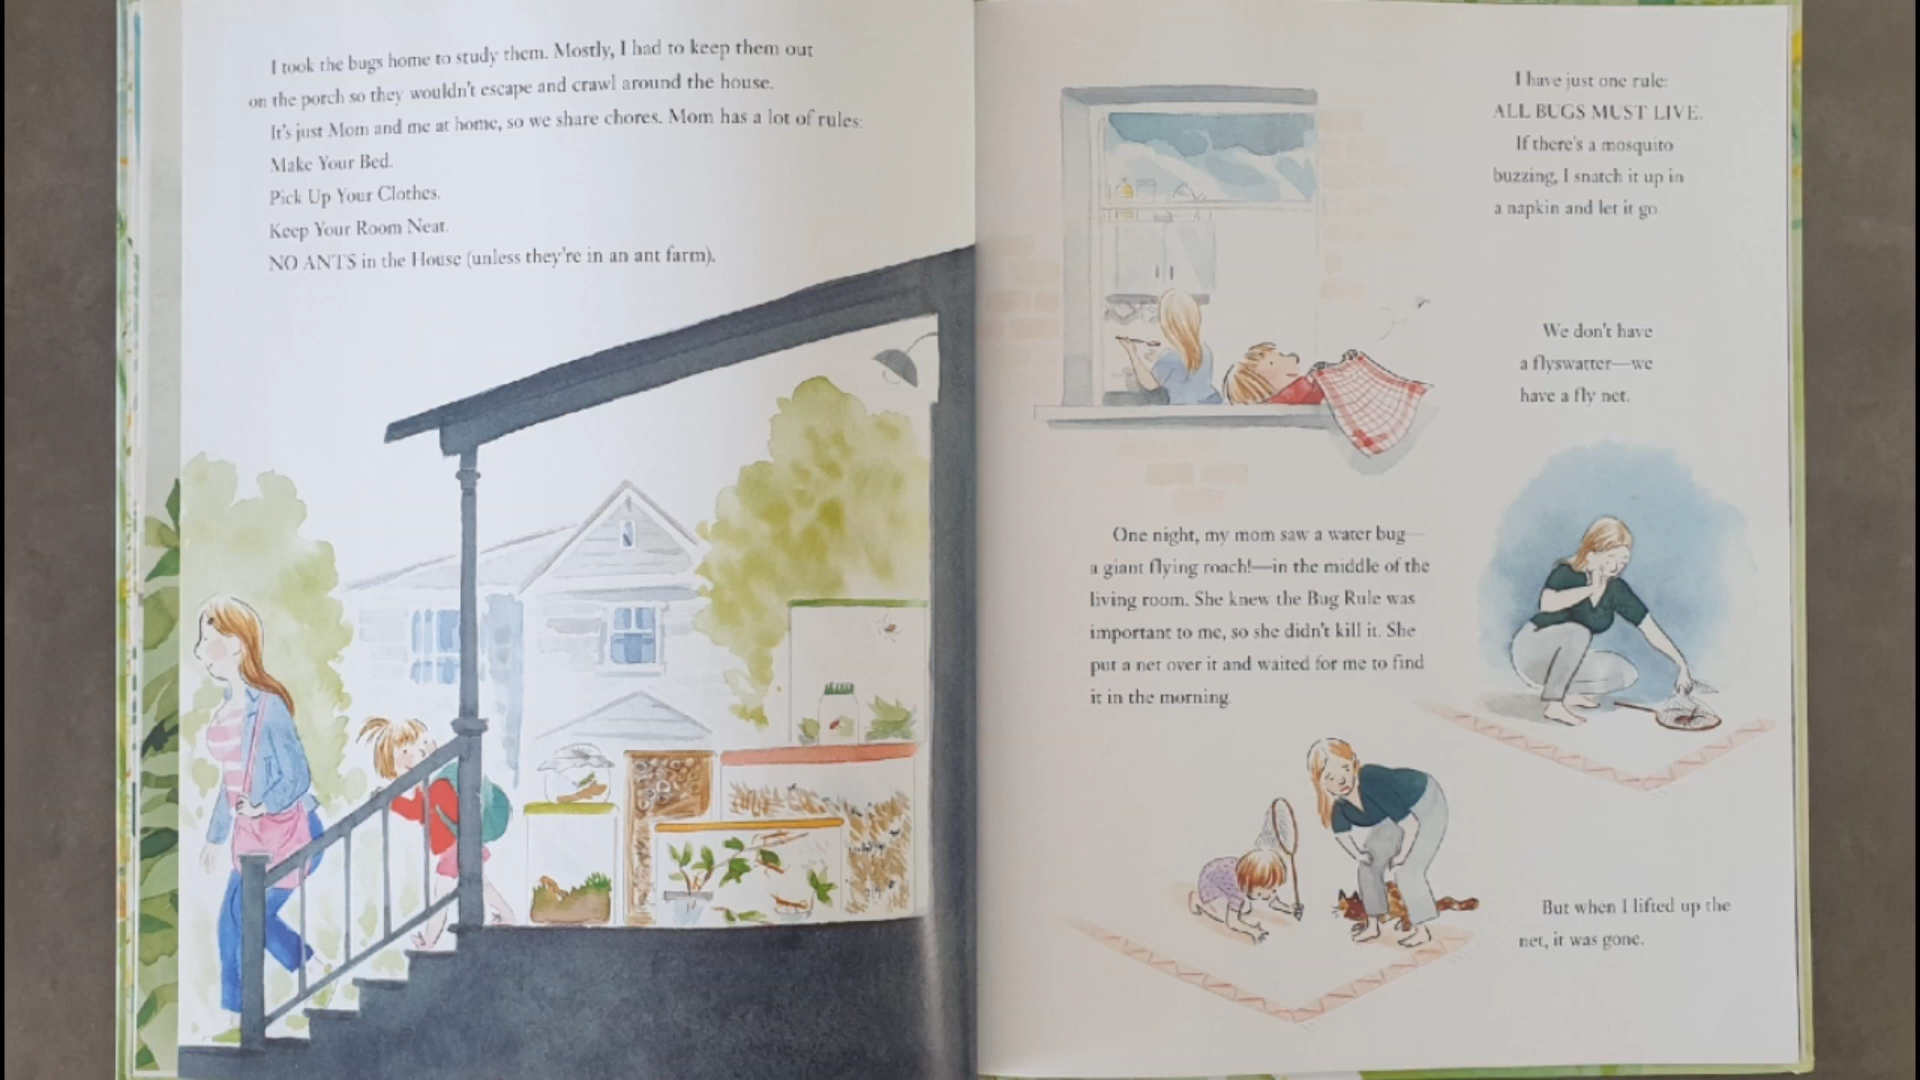 I took the bugs home to study them. Mostly, I had to keep them out
on the porch so they wouldn't escape and crawl around the house.
It's just Mom and me at home, so we share chores. Mom has a lot of rules:
Make Your Bed.
Pick Up Your Clothes.
Keep Your Room Neat.
NO ANTS in the House (unless they're in an ant farm).
I have just one rule:
ALL BUGS MUST LIVE.
If there's a mosquito
buzzing, I snatch it up in
a napkin and let it go.
We don't have
a flyswatter—we
have a fly net.
One night, my mom saw a water bug—
a giant flying roach!—in the middle of the
living room. She knew the Bug Rule was
important to me, so she didn't kill it. She
put a net over it and waited for me to find
it in the morning.
But when I lifted up the
net, it was gone.